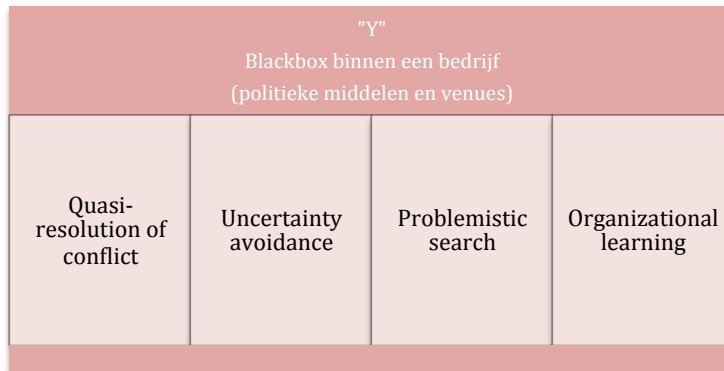 "Y"
Blackbox binnen een bedrijf
(politieke middelen en venues)
Quasi-
resolution of
conflict
Uncertainty
avoidance
Problemistic
search
Organizational
learning